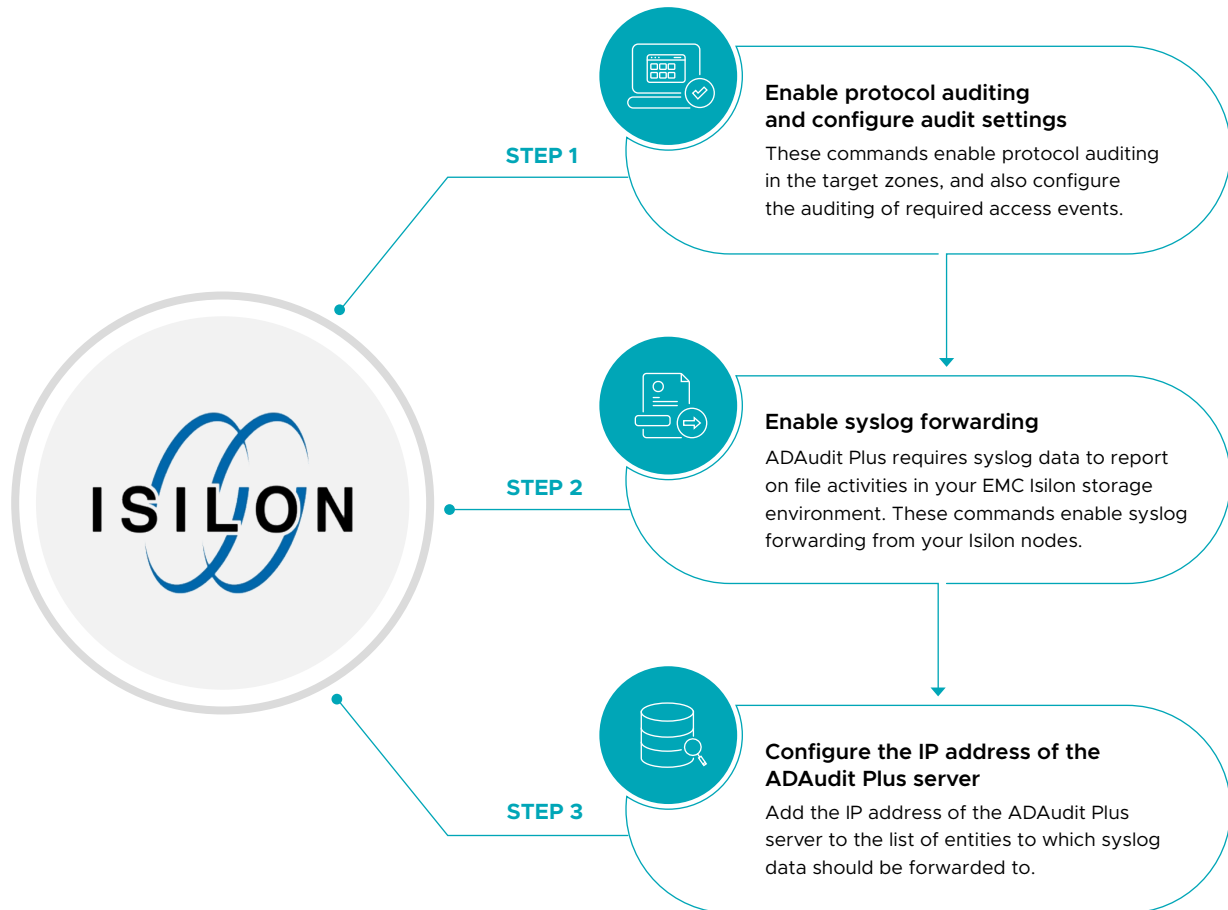 STEP 1
Enable protocol auditing
and configure audit settings
These commands enable protocol auditing
in the target zones, and also configure
the auditing of required access events.
ISILON
STEP 2
Enable syslog forwarding
ADAudit Plus requires syslog data to report
on file activities in your EMC Isilon storage
environment. These commands enable syslog
forwarding from your Isilon nodes.
STEP 3
Configure the IP address of the
ADAudit Plus server
Add the IP address of the ADAudit Plus
server to the list of entities to which syslog
data should be forwarded to.